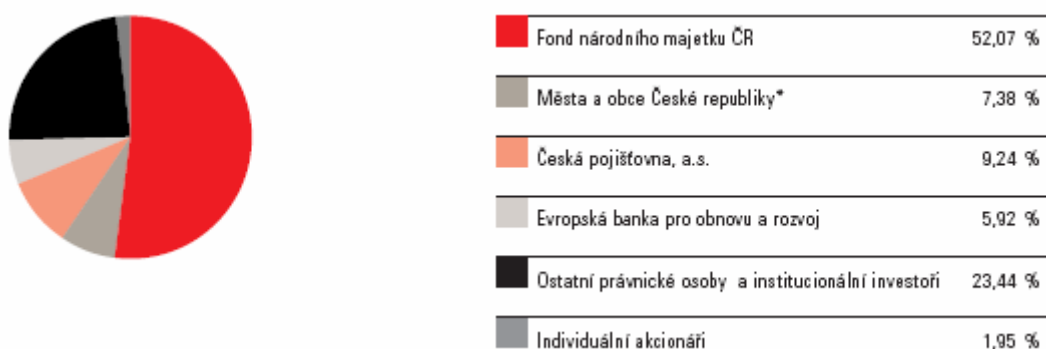 Fond národního majetku ČR 52,07 %
Města a obce České republiky* 7,38 %
Česká pojišťovna, a.s. 9,24 %
Evropská banka pro obnovu a rozvoj 5,92 %
Ostatní právnické osoby a institucionální investoři 23,44 %
Individuální akcionáři 1,95 %